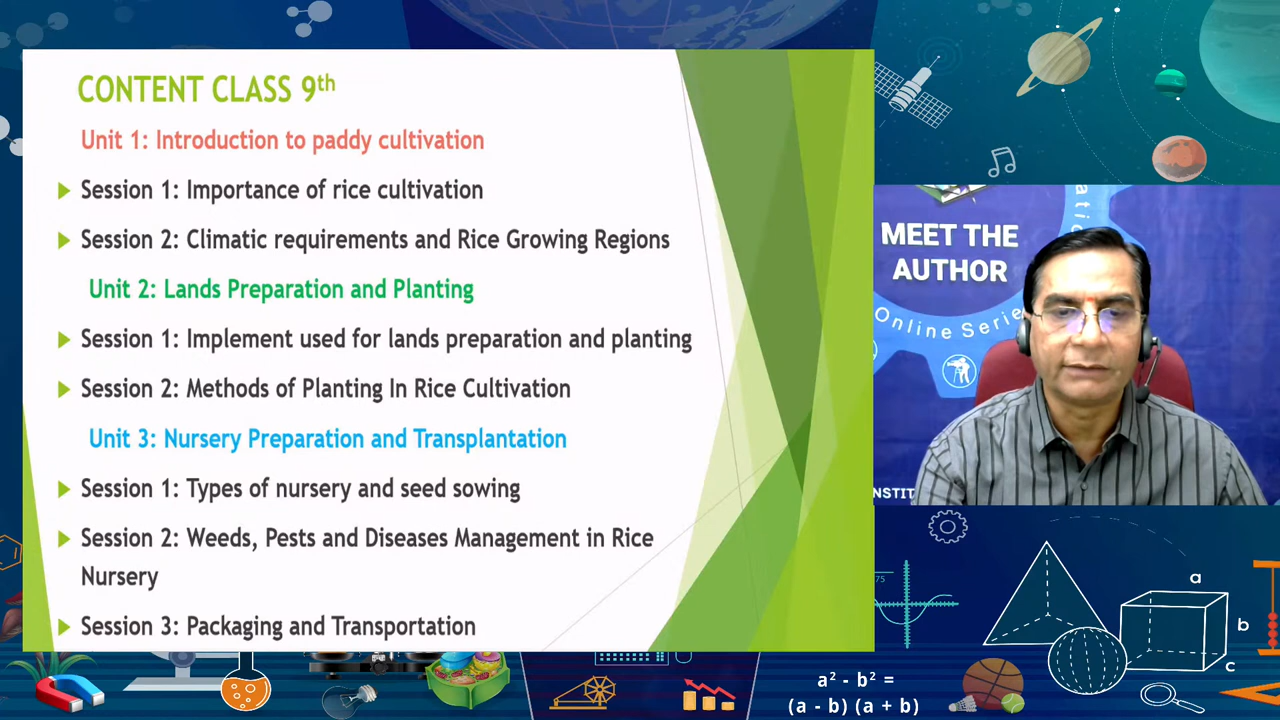 CONTENT CLASS 9th
Unit 1: Introduction to paddy cultivation
Session 1: Importance of rice cultivation
Session 2: Climatic requirements and Rice Growing Regions
Unit 2: Lands Preparation and Planting
Session 1: Implement used for lands preparation and planting
Session 2: Methods of Planting In Rice Cultivation
Unit 3: Nursery Preparation and Transplantation
Session 1: Types of nursery and seed sowing
Session 2: Weeds, Pests and Diseases Management in Rice
Nursery
Session 3: Packaging and Transportation
MEET THE
AUTHOR
Online Series
75
a
b
c
a² - b² =
(a - b) (a + b)